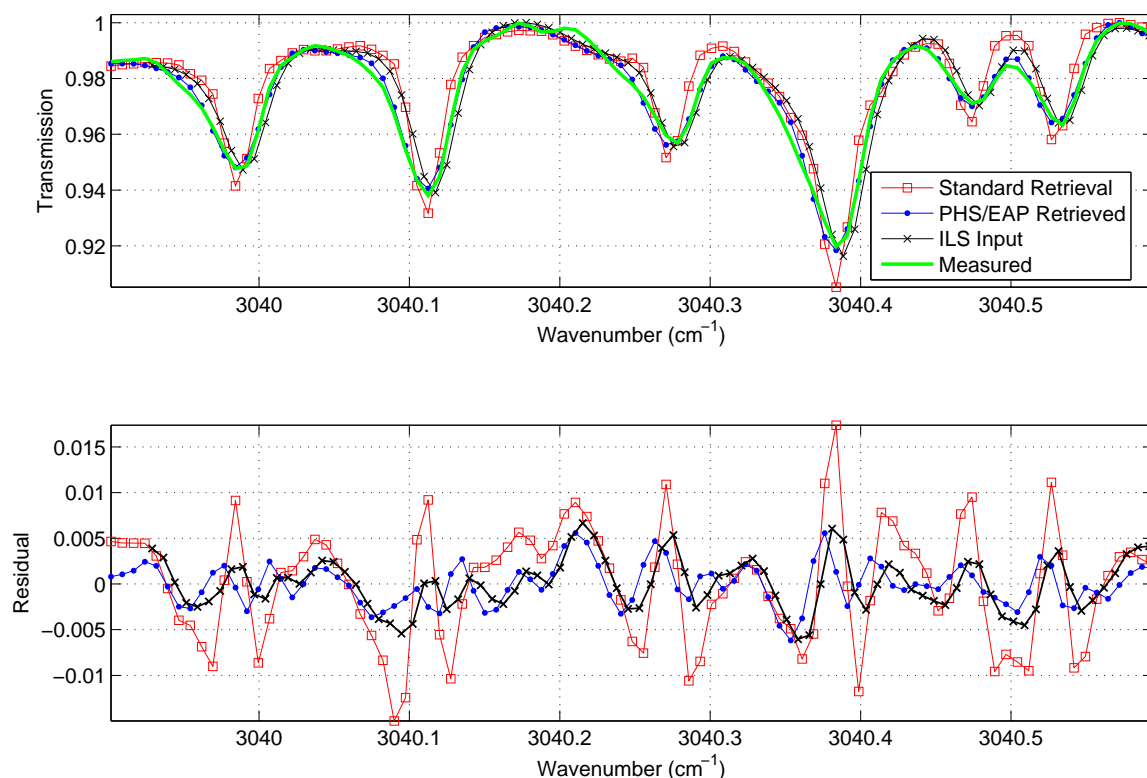 1
0.98
0.96
0.94
0.92
Transmission
Standard Retrieval
PHS/EAP Retrieved
ILS Input
Measured
3040
3040.1
3040.2
3040.3
3040.4
3040.5
Wavenumber (cm⁻¹)
0.015
0.01
0.005
0
−0.005
−0.01
Residual
3040
3040.1
3040.2
3040.3
3040.4
3040.5
Wavenumber (cm⁻¹)